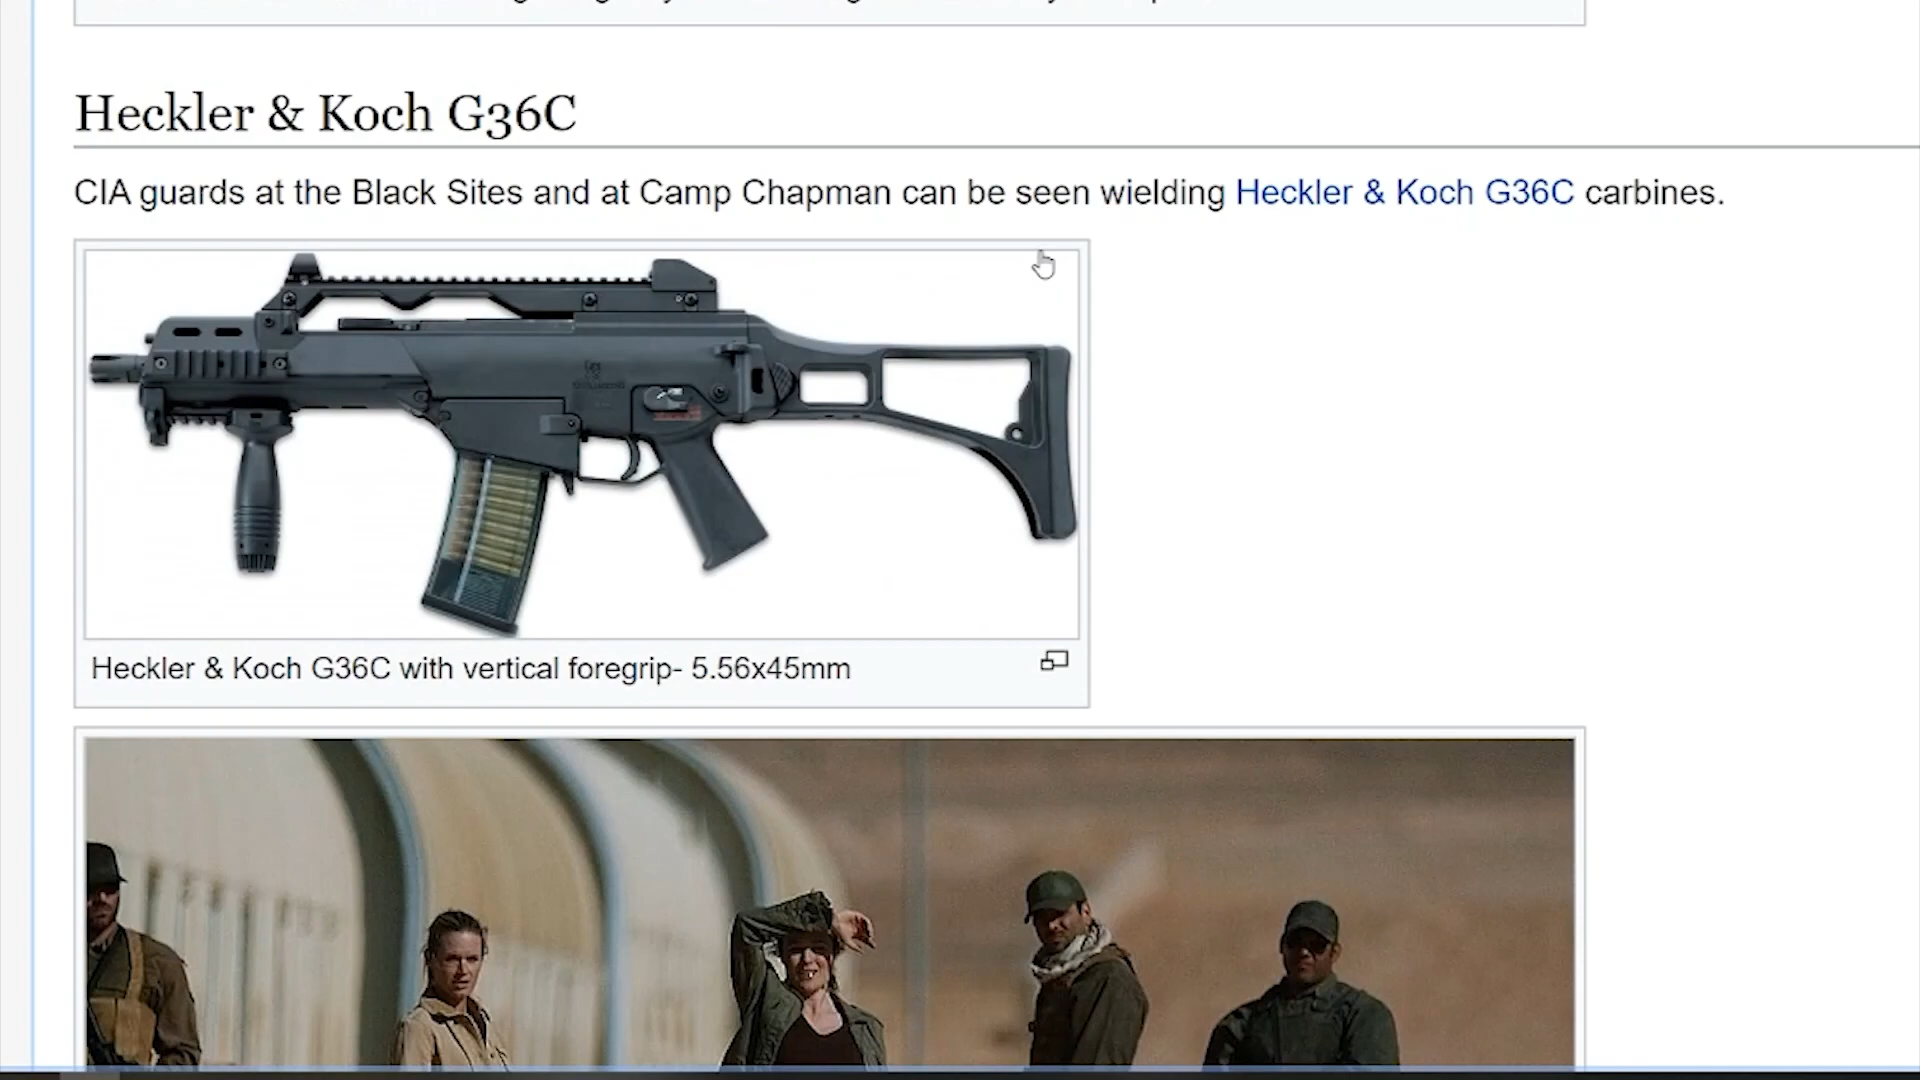 Heckler & Koch G36C
CIA guards at the Black Sites and at Camp Chapman can be seen wielding Heckler & Koch G36C carbines.
Heckler & Koch G36C with vertical foregrip- 5.56x45mm